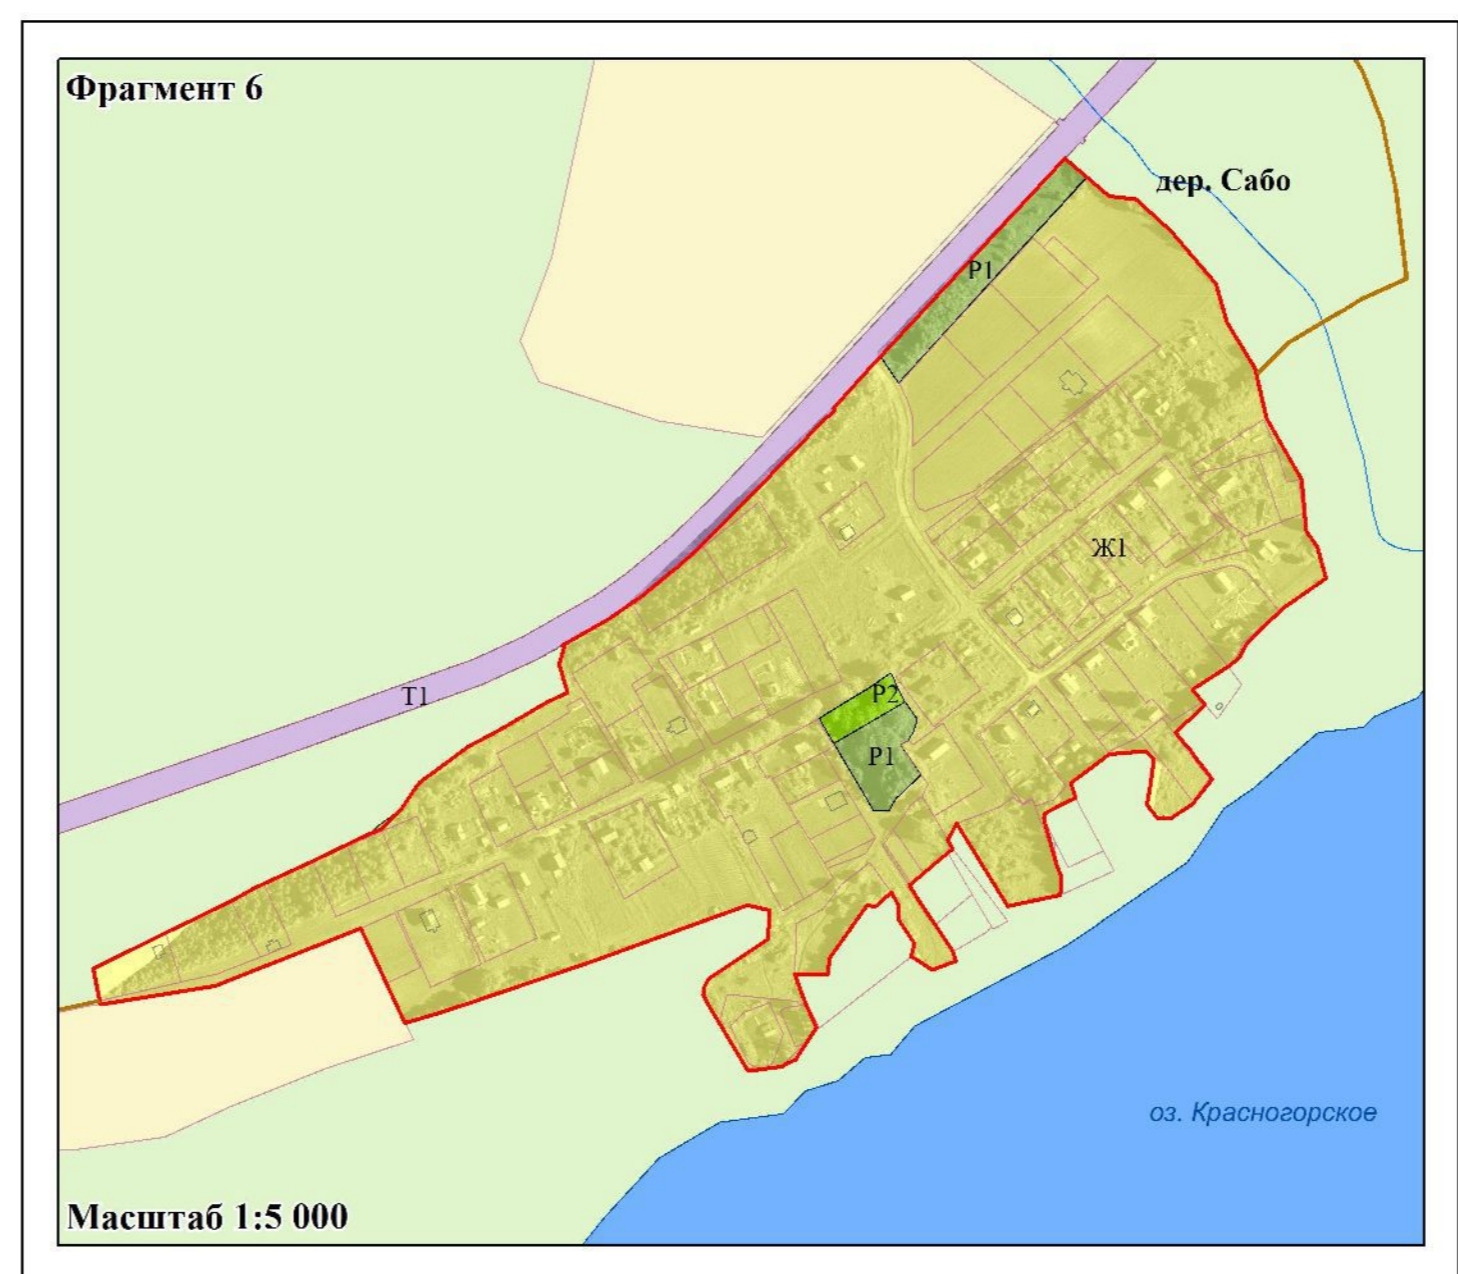 Фрагмент 6
дер. Сабо
Р1
Ж1
Р2
Т1
Р1
оз. Красногорское
Масштаб 1:5 000